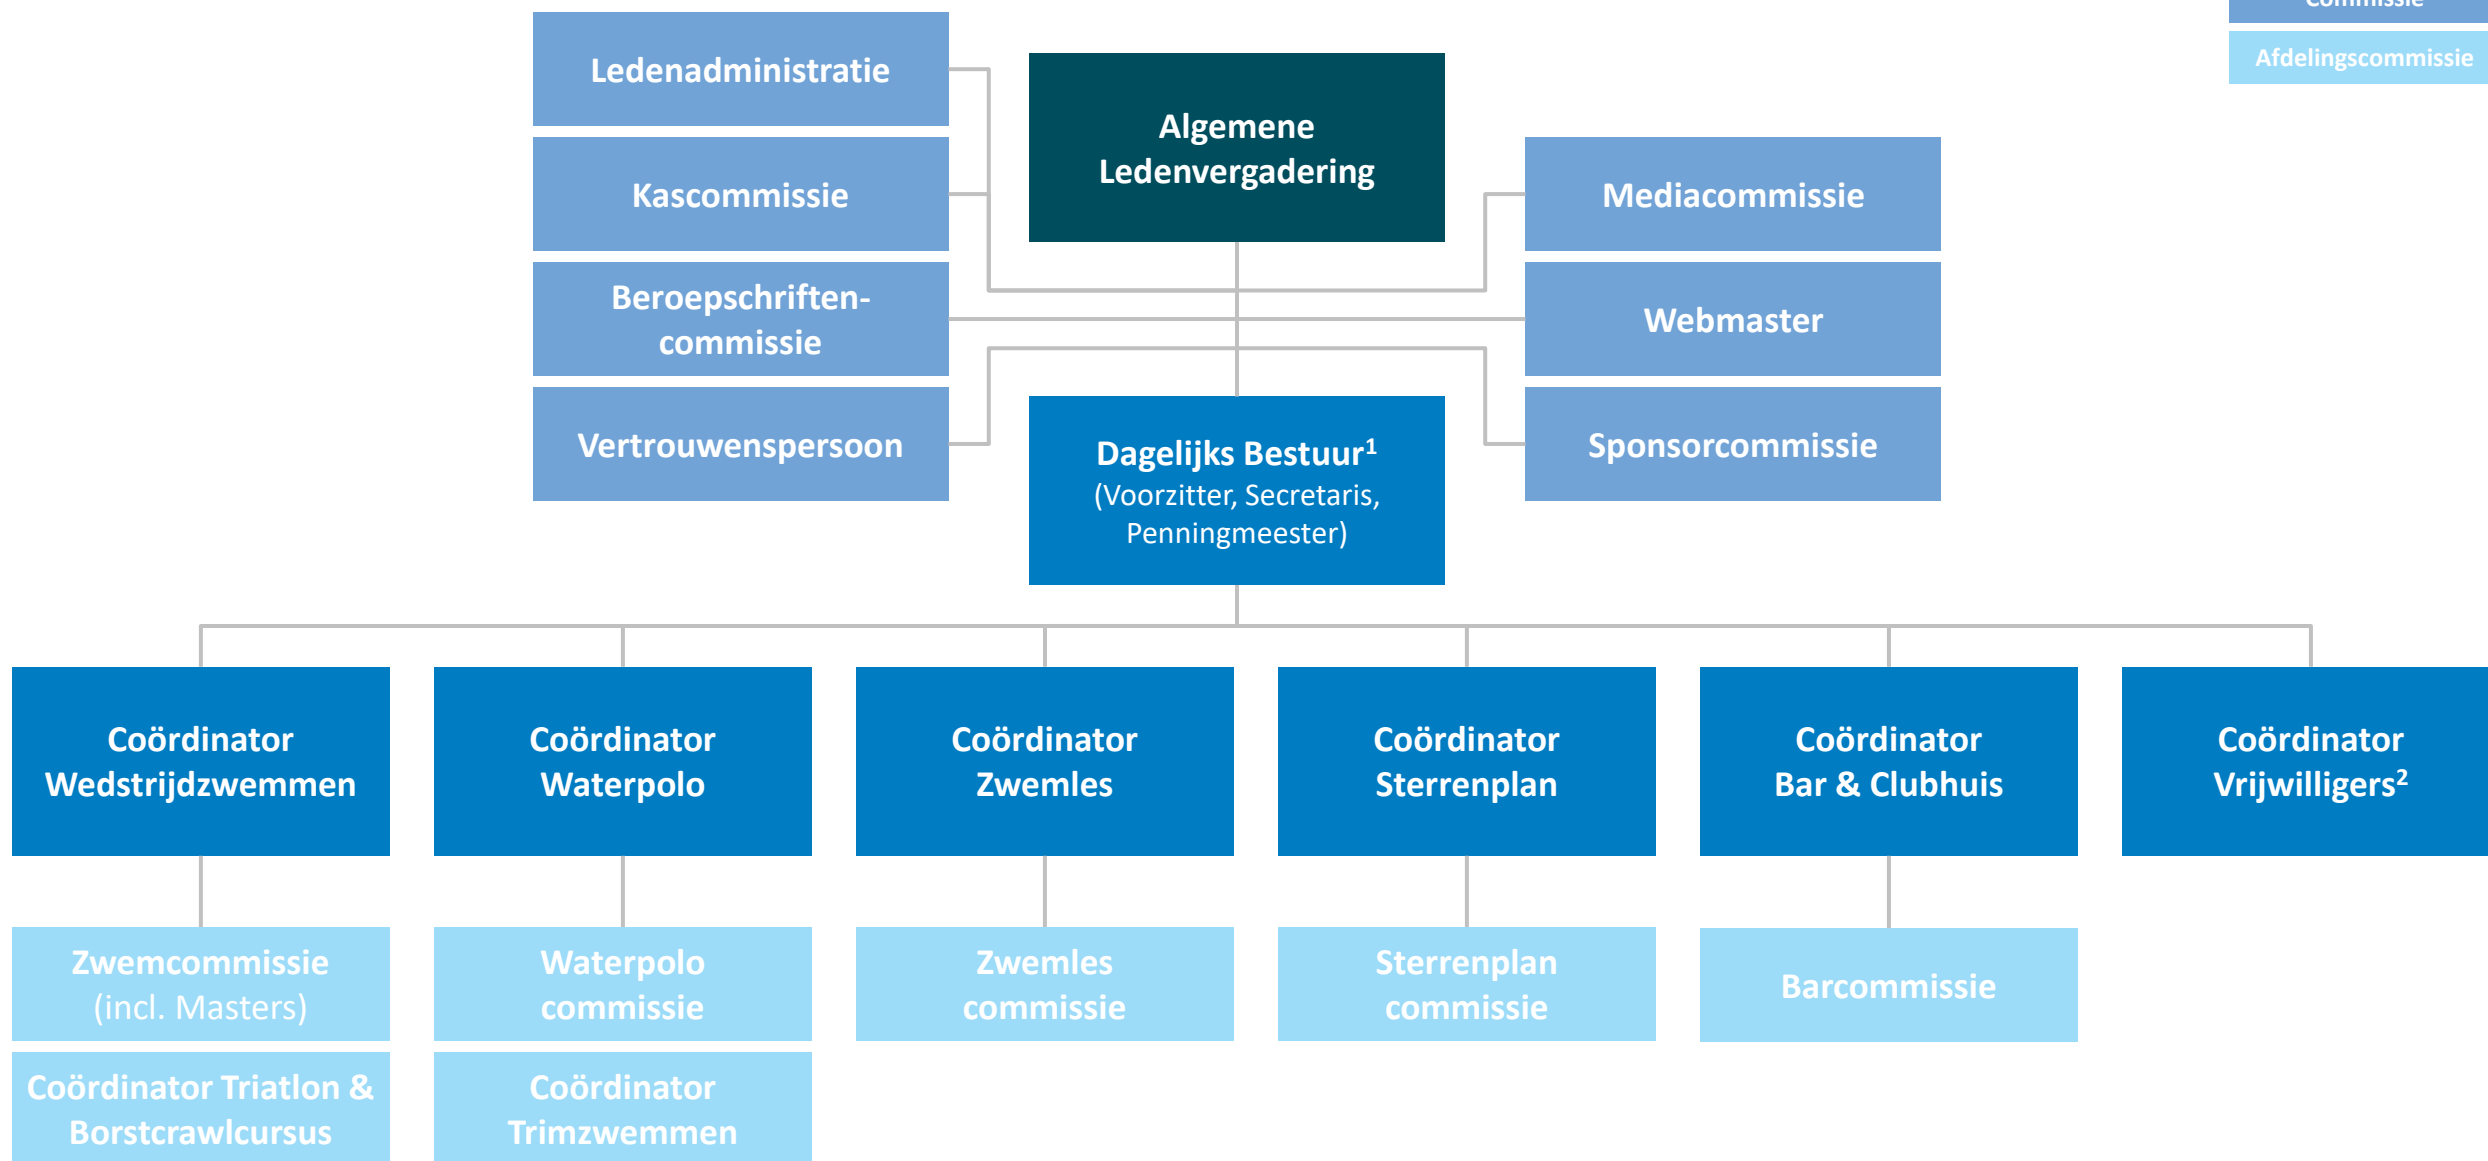 Commissie
Afdelingscommissie
Ledenadministratie
Algemene
Ledenvergadering
Kascommissie
Mediacommissie
Beroepschriften-
commissie
Webmaster
Vertrouwenspersoon
Dagelijks Bestuur¹
(Voorzitter, Secretaris,
Penningmeester)
Sponsorcommissie
Coördinator
Wedstrijdzwemmen
Coördinator
Waterpolo
Coördinator
Zwemles
Coördinator
Sterrenplan
Coördinator
Bar & Clubhuis
Coördinator
Vrijwilligers²
Zwemcommissie
(incl. Masters)
Waterpolo
commissie
Zwemles
commissie
Sterrenplan
commissie
Barcommissie
Coördinator Triatlon &
Borstcrawlcursus
Coördinator
Trimzwemmen